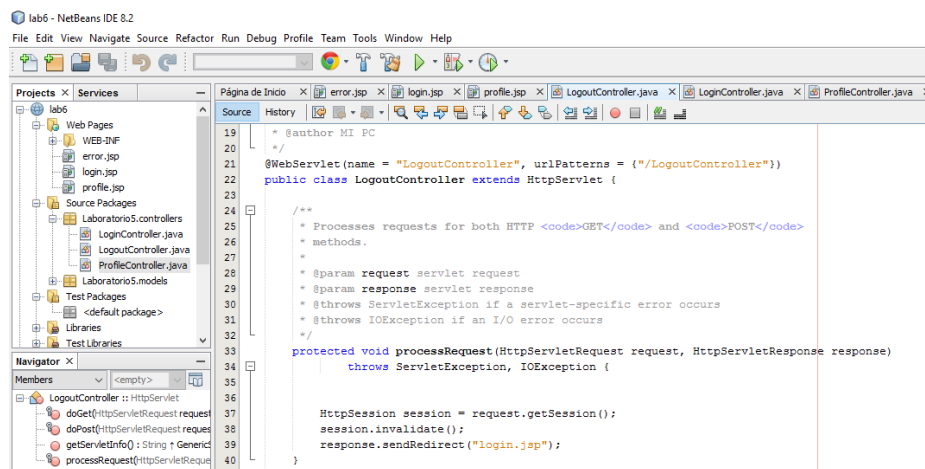 lab6 - NetBeans IDE 8.2
File Edit View Navigate Source Refactor Run Debug Profile Team Tools Window Help
Projects × Services
Página de Inicio × error.jsp × login.jsp × profile.jsp × LogoutController.java × LoginController.java × ProfileController.java
Source History
lab6
Web Pages
WEB-INF
error.jsp
login.jsp
profile.jsp
Source Packages
Laboratorio5.controllers
LoginController.java
LogoutController.java
ProfileController.java
Laboratorio5.models
Test Packages
<default package>
Libraries
Test Libraries
Navigator ×
Members <empty>
LogoutController :: HttpServlet
doGet(HttpServletRequest request
doPost(HttpServletRequest reques
getServletInfo() : String ↑ GenericS
processRequest(HttpServletReque
19 * @author MI PC
20 */
21 @WebServlet(name = "LogoutController", urlPatterns = {"/LogoutController"})
22 public class LogoutController extends HttpServlet {
23
24 /**
25 * Processes requests for both HTTP <code>GET</code> and <code>POST</code>
26 * methods.
27 *
28 * @param request servlet request
29 * @param response servlet response
30 * @throws ServletException if a servlet-specific error occurs
31 * @throws IOException if an I/O error occurs
32 */
33 protected void processRequest(HttpServletRequest request, HttpServletResponse response)
34 throws ServletException, IOException {
35
36
37 HttpSession session = request.getSession();
38 session.invalidate();
39 response.sendRedirect("login.jsp");
40 }